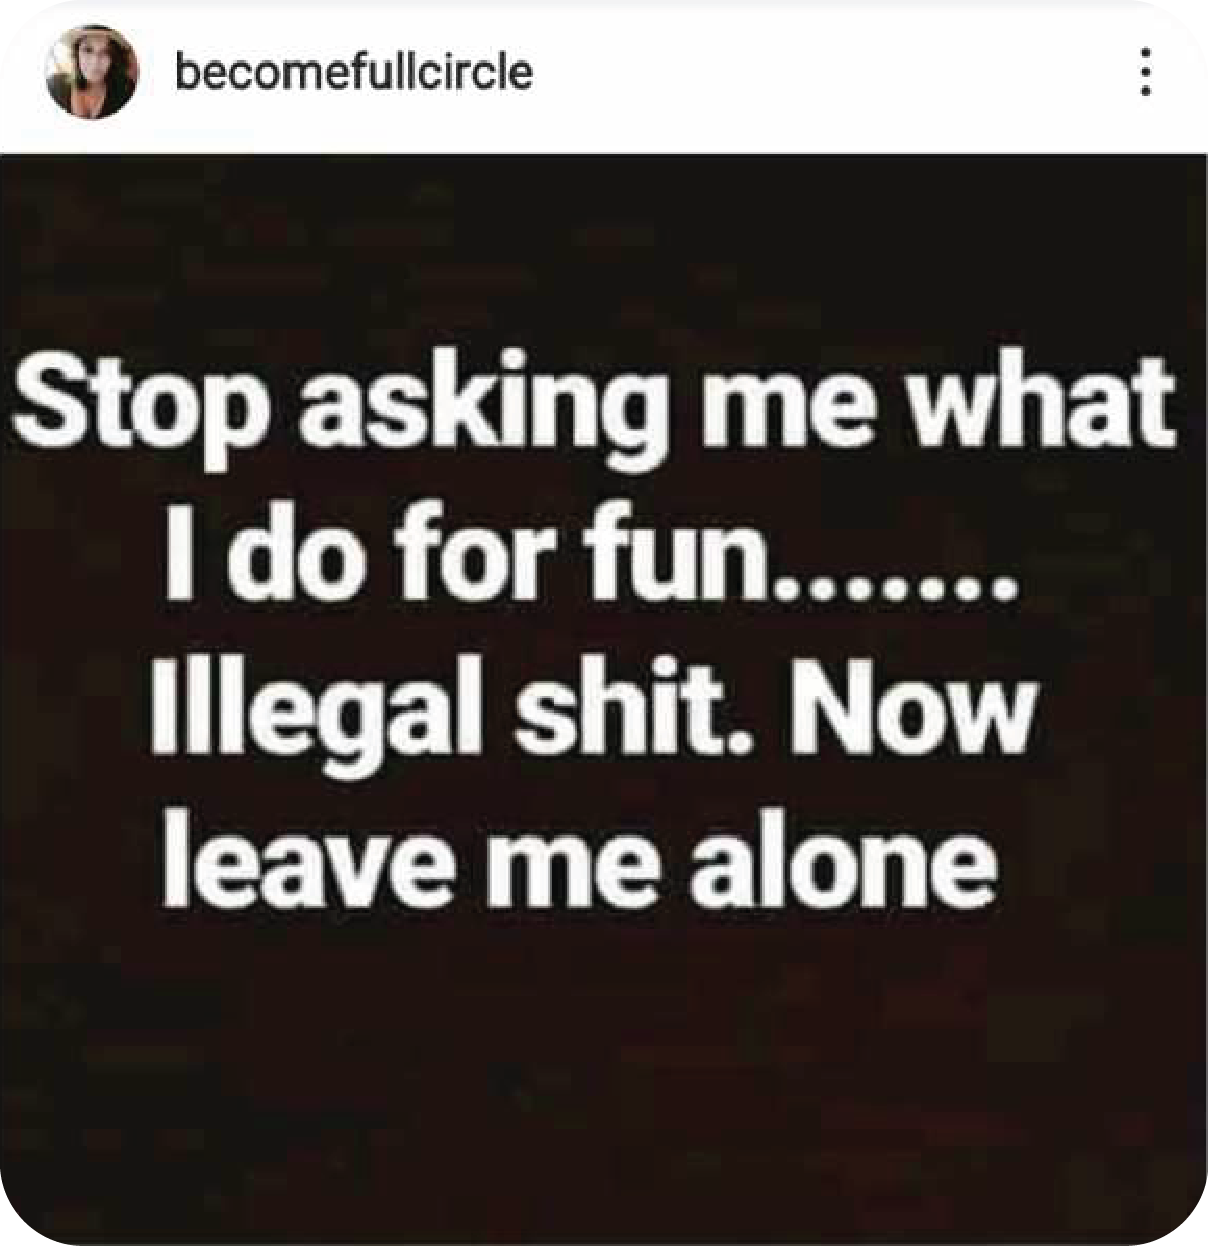 becomefullcircle
Stop asking me what
I do for fun.......
Illegal shit. Now
leave me alone